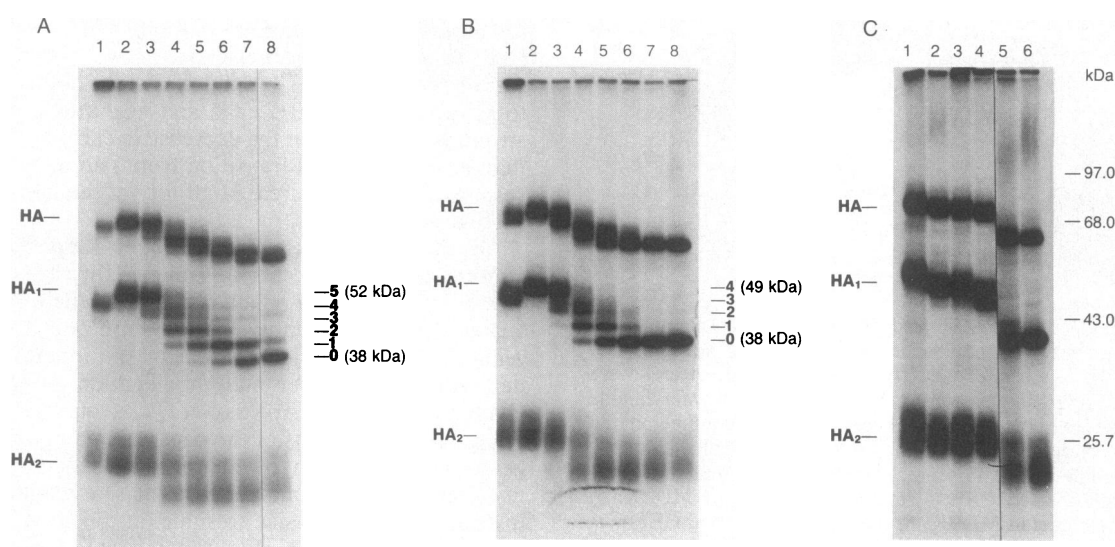 A
1 2 3 4 5 6 7 8
HA—
HA₁—
—5 (52 kDa)
—4
—3
—2
—1
—0 (38 kDa)
HA₂—
B
1 2 3 4 5 6 7 8
HA—
HA₁—
—4 (49 kDa)
—3
—2
—1
—0 (38 kDa)
HA₂—
C
1 2 3 4 5 6
kDa
HA—
HA₁—
HA₂—
—97.0
—68.0
—43.0
—25.7